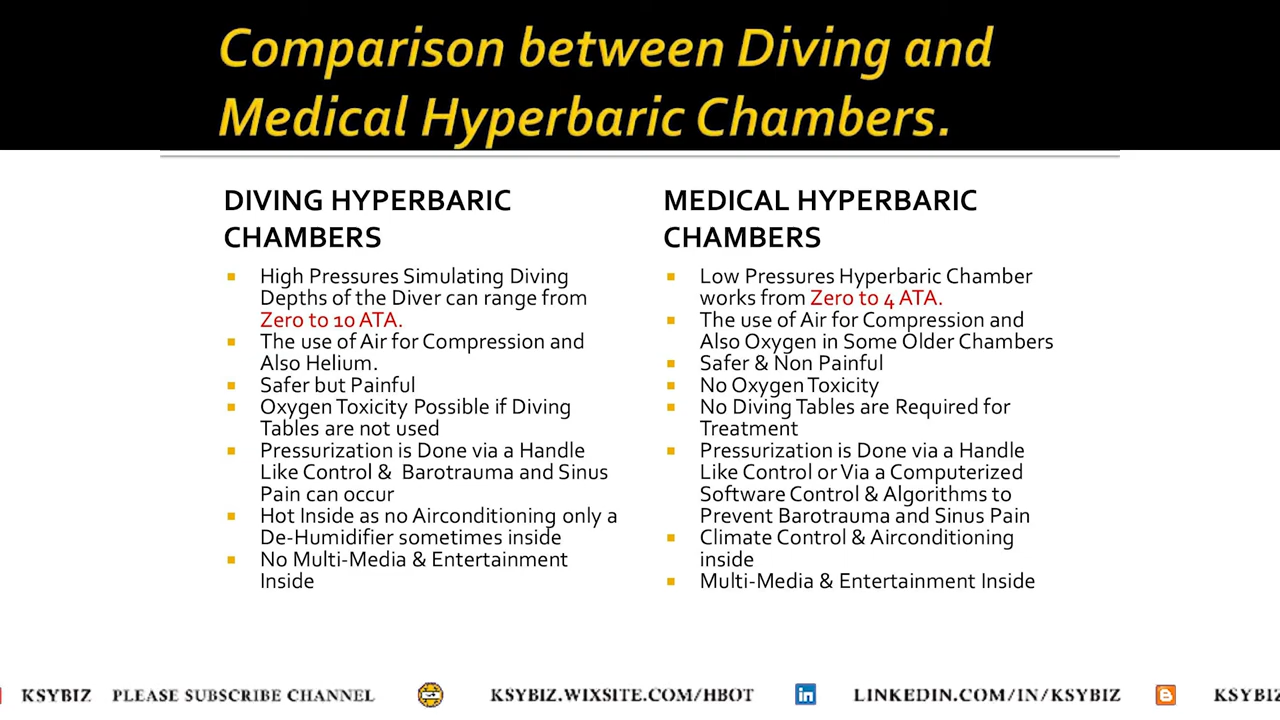 Comparison between Diving and
Medical Hyperbaric Chambers.
DIVING HYPERBARIC
CHAMBERS
High Pressures Simulating Diving
Depths of the Diver can range from
Zero to 10 ATA.
The use of Air for Compression and
Also Helium.
Safer but Painful
Oxygen Toxicity Possible if Diving
Tables are not used
Pressurization is Done via a Handle
Like Control & Barotrauma and Sinus
Pain can occur
Hot Inside as no Airconditioning only a
De-Humidifier sometimes inside
No Multi-Media & Entertainment
Inside
MEDICAL HYPERBARIC
CHAMBERS
Low Pressures Hyperbaric Chamber
works from Zero to 4 ATA.
The use of Air for Compression and
Also Oxygen in Some Older Chambers
Safer & Non Painful
No Oxygen Toxicity
No Diving Tables are Required for
Treatment
Pressurization is Done via a Handle
Like Control or Via a Computerized
Software Control & Algorithms to
Prevent Barotrauma and Sinus Pain
Climate Control & Airconditioning
inside
Multi-Media & Entertainment Inside
KSYBIZ PLEASE SUBSCRIBE CHANNEL KSYBIZ.WIXSITE.COM/HBOT in LINKEDIN.COM/IN/KSYBIZ KSYBIZ